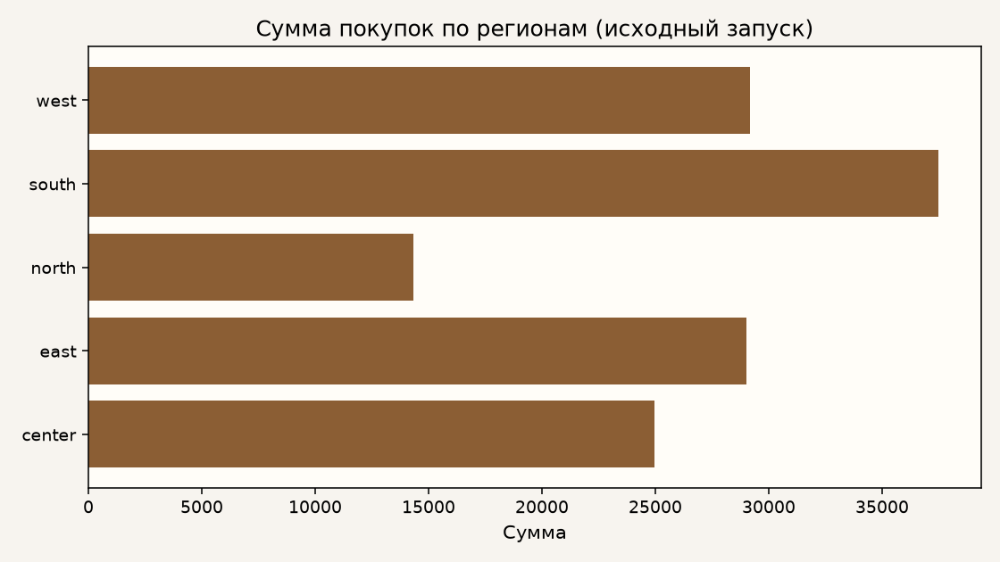 Сумма покупок по регионам (исходный запуск)
west
south
north
east
center
0 5000 10000 15000 20000 25000 30000 35000
Сумма